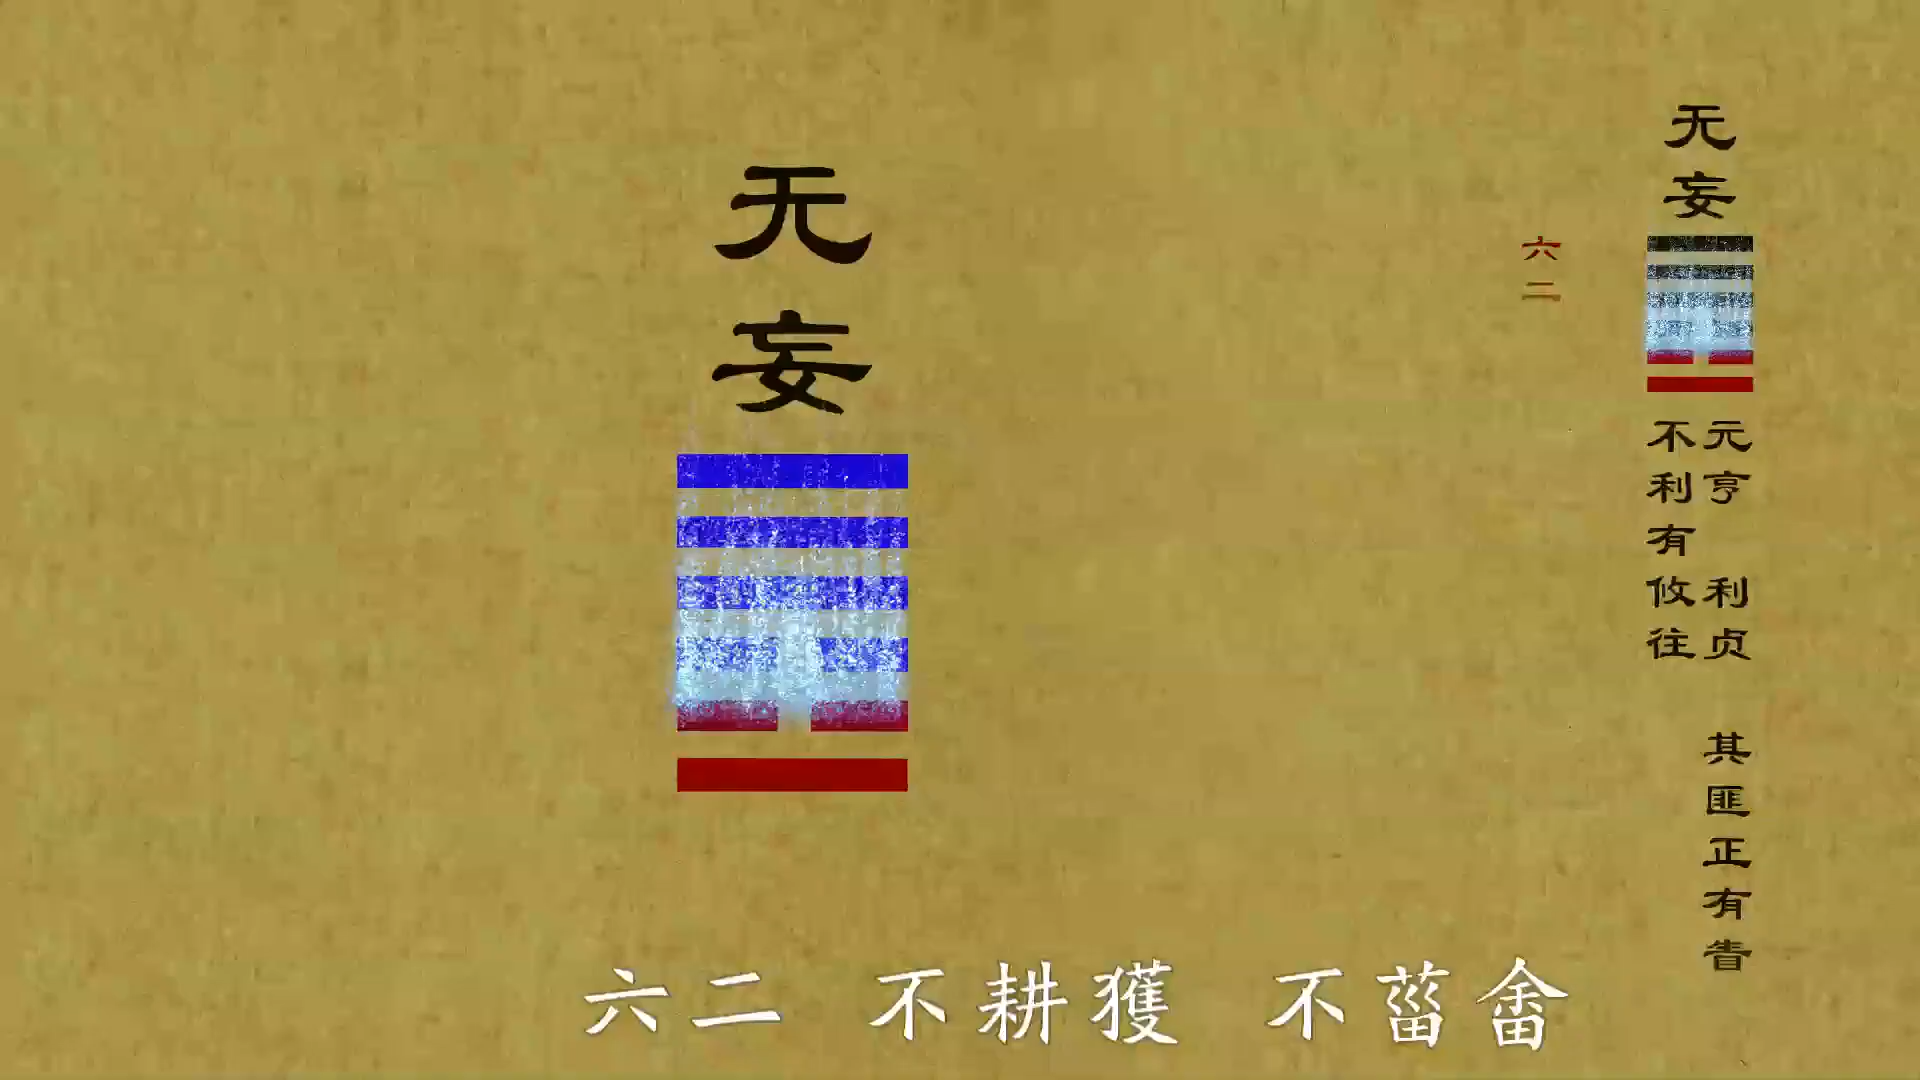 无妄
元亨 利贞 其匪正有眚
不利有攸往
六二
无妄
六二 不耕獲 不菑畬